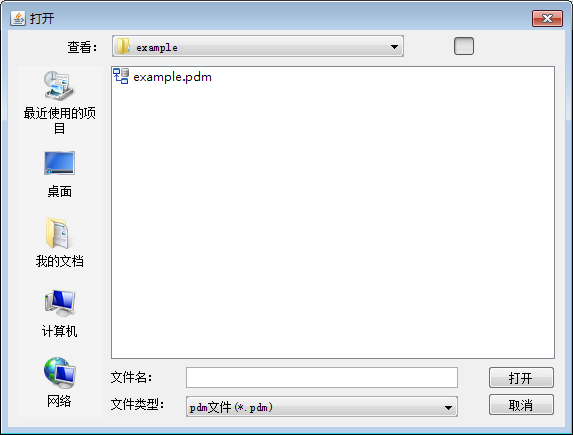 打开
查看：
example
example.pdm
最近使用的项
目
桌面
我的文档
计算机
网络
文件名：
打开
文件类型：
pdm文件(*.pdm)
取消